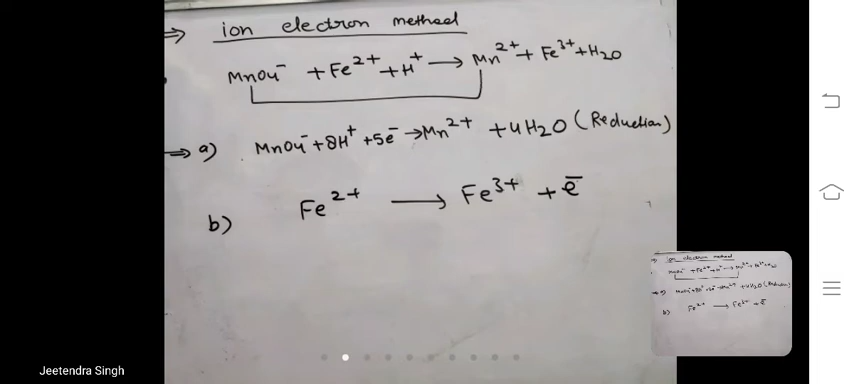 ⇒ ion electron method
MnO4⁻ + Fe²⁺ + H⁺ → Mn²⁺ + Fe³⁺ + H2O
⇒ a) MnO4⁻ + 8H⁺ + 5e⁻ → Mn²⁺ + 4H2O (Reduction)
b) Fe²⁺ → Fe³⁺ + e⁻
Jeetendra Singh